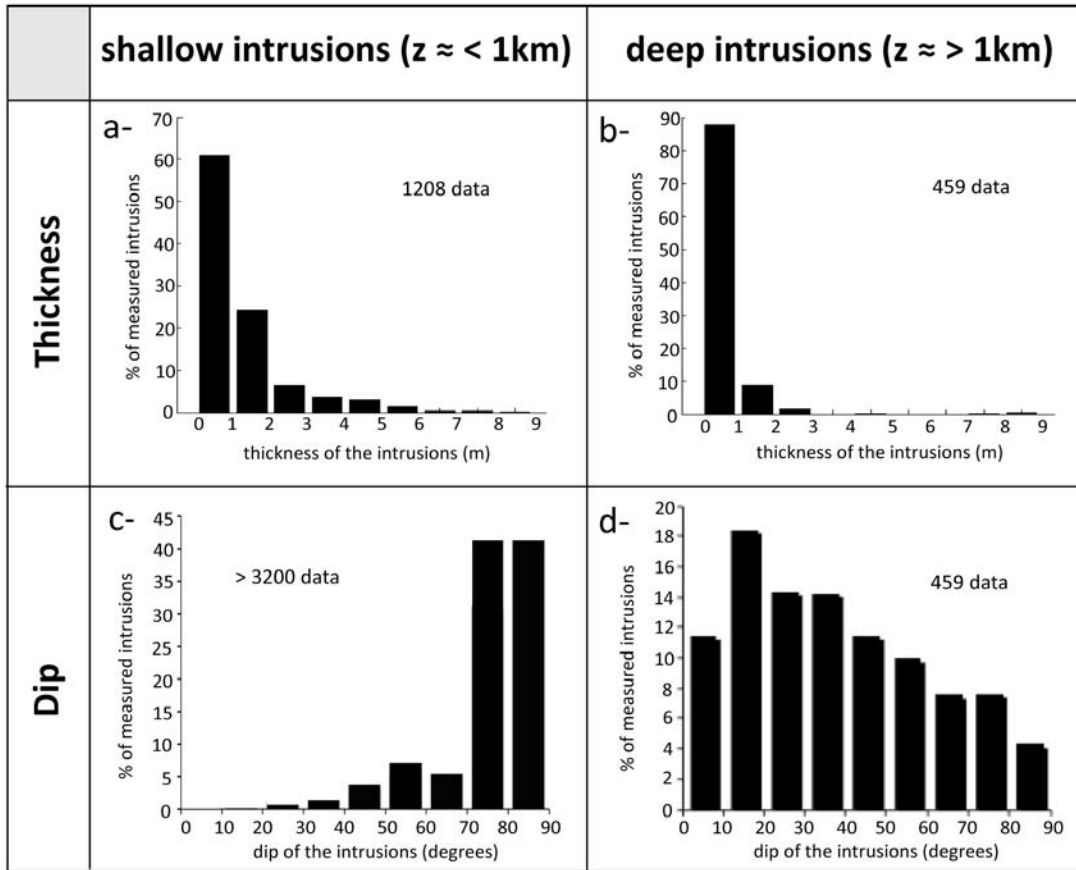 shallow intrusions (z ≈ < 1km)
deep intrusions (z ≈ > 1km)
Thickness
a-
70
60
50
40
30
20
10
0
% of measured intrusions
1208 data
0 1 2 3 4 5 6 7 8 9
thickness of the intrusions (m)
b-
90
80
70
60
50
40
30
20
10
0
% of measured intrusions
459 data
0 1 2 3 4 5 6 7 8 9
thickness of the intrusions (m)
Dip
c-
45
40
35
30
25
20
15
10
5
0
% of measured intrusions
> 3200 data
0 10 20 30 40 50 60 70 80 90
dip of the intrusions (degrees)
d-
20
18
16
14
12
10
8
6
4
2
0
% of measured intrusions
459 data
0 10 20 30 40 50 60 70 80 90
dip of the intrusions (degrees)